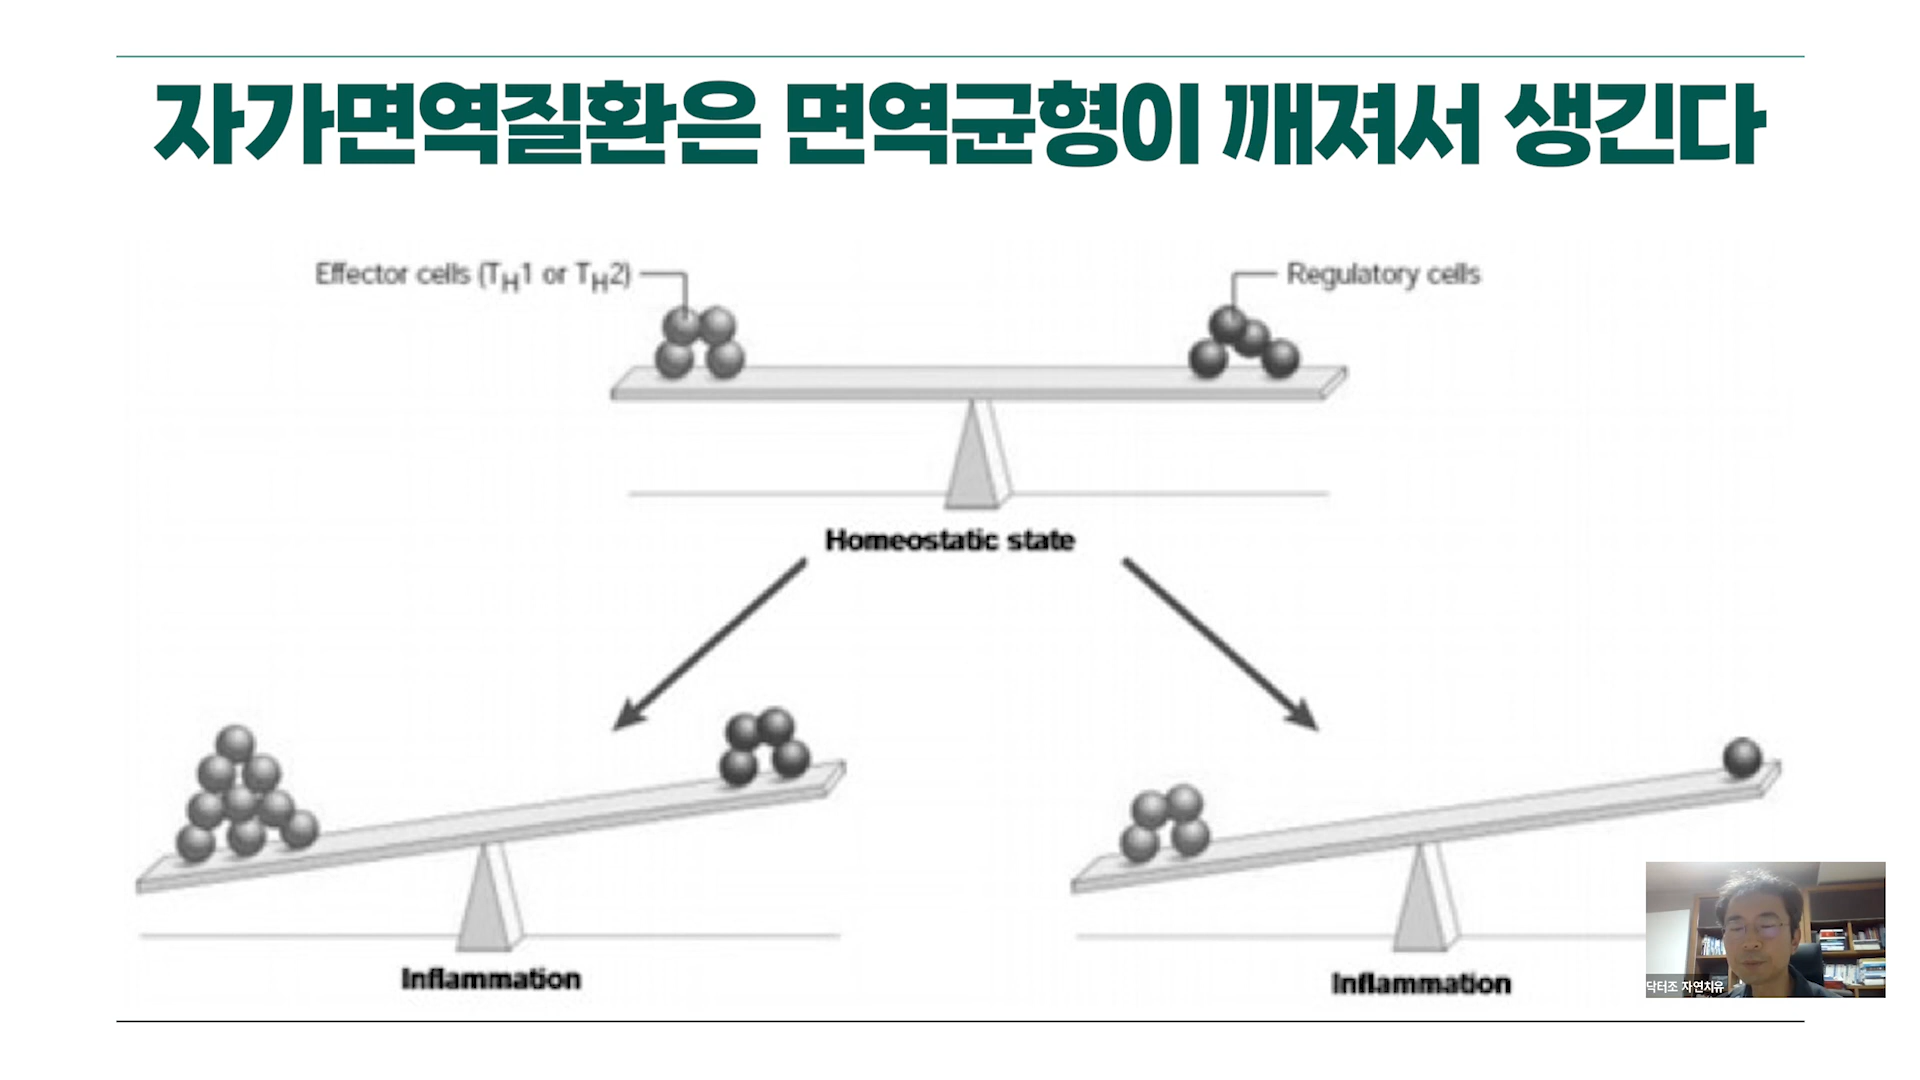 자가면역질환은 면역균형이 깨져서 생긴다
Effector cells (TH1 or TH2)
Regulatory cells
Homeostatic state
Inflammation
Inflammation
닥터조 자연치유